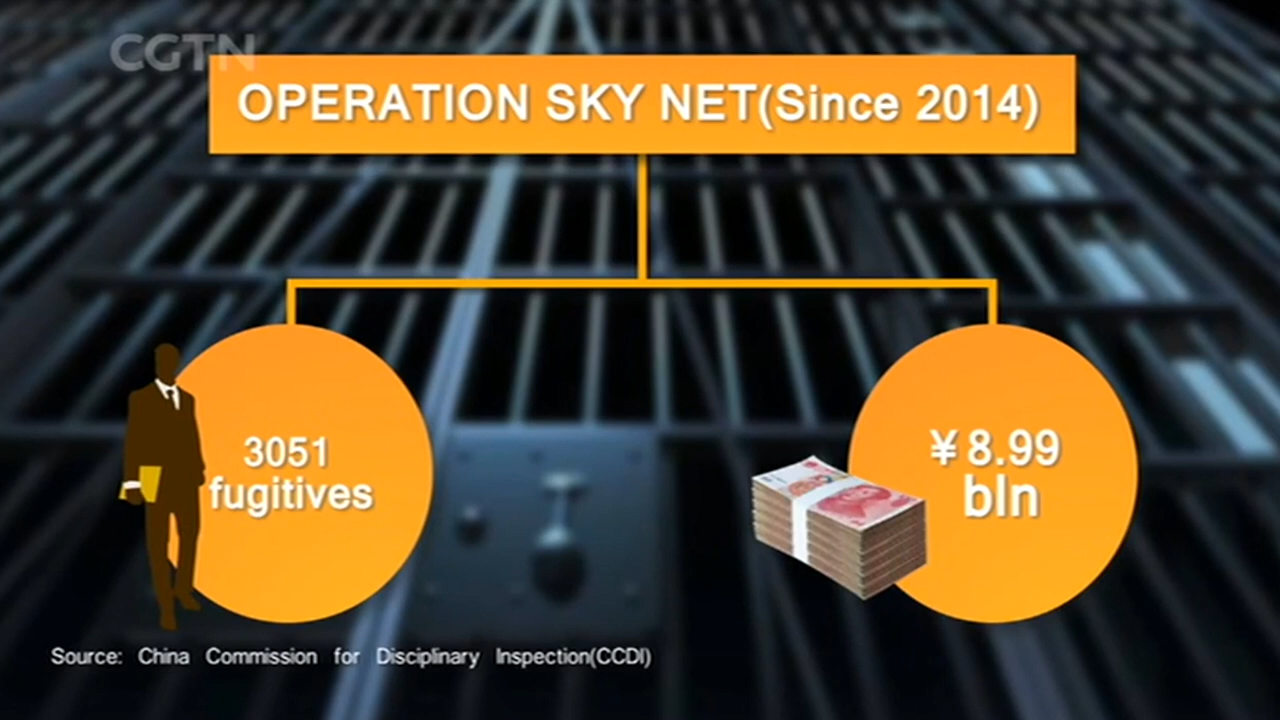 CGTN
OPERATION SKY NET(Since 2014)
3051
fugitives
￥8.99
bln
Source: China Commission for Disciplinary Inspection(CCDI)